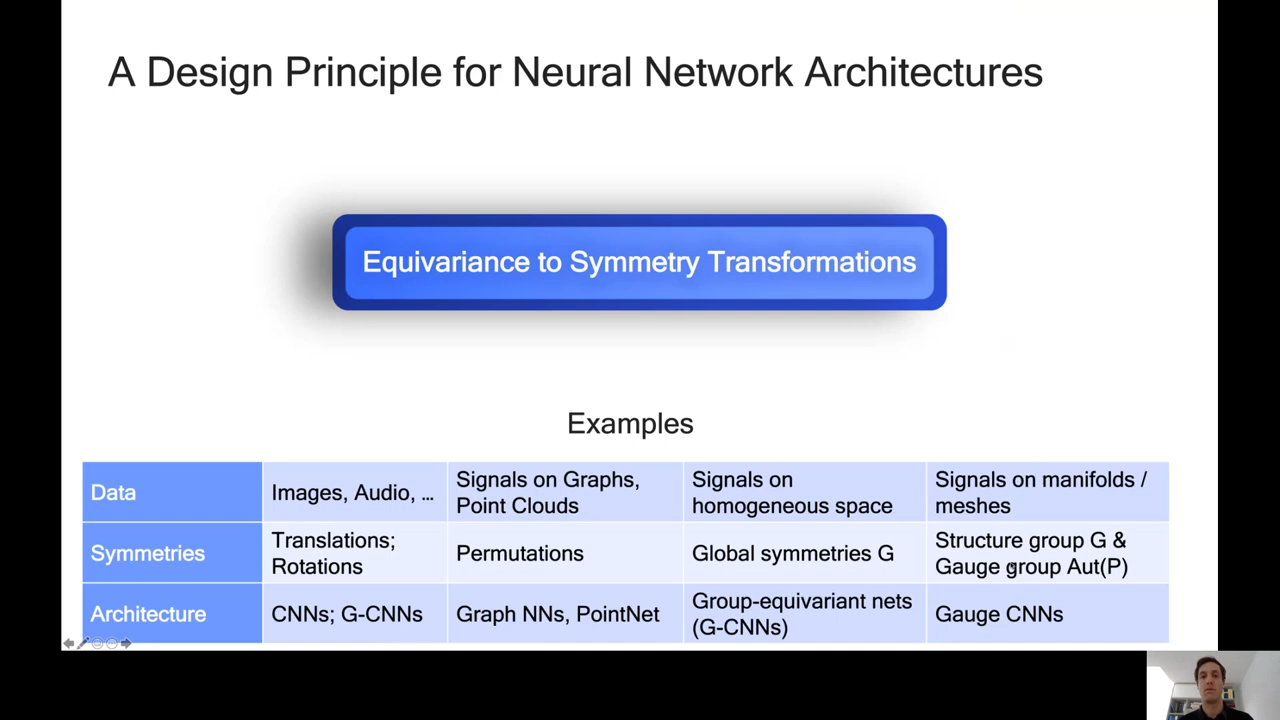 A Design Principle for Neural Network Architectures
Equivariance to Symmetry Transformations
Examples
Data
Images, Audio, ...
Signals on Graphs,
Point Clouds
Signals on
homogeneous space
Signals on manifolds /
meshes
Symmetries
Translations;
Rotations
Permutations
Global symmetries G
Structure group G &
Gauge group Aut(P)
Architecture
CNNs; G-CNNs
Graph NNs, PointNet
Group-equivariant nets
(G-CNNs)
Gauge CNNs